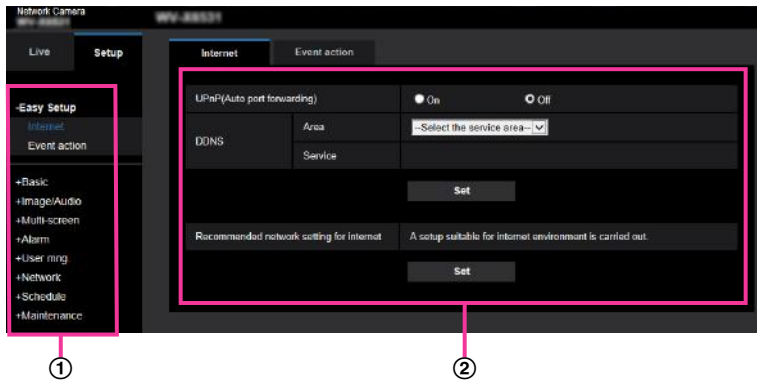 Network Camera
Live
Setup
Internet
Event action
-Easy Setup
Internet
Event action
+Basic
+Image/Audio
+Multi-screen
+Alarm
+User mng.
+Network
+Schedule
+Maintenance
UPnP(Auto port forwarding)
On
Off
DDNS
Area
--Select the service area--
Service
Set
Recommended network setting for internet
A setup suitable for internet environment is carried out.
Set
①
②